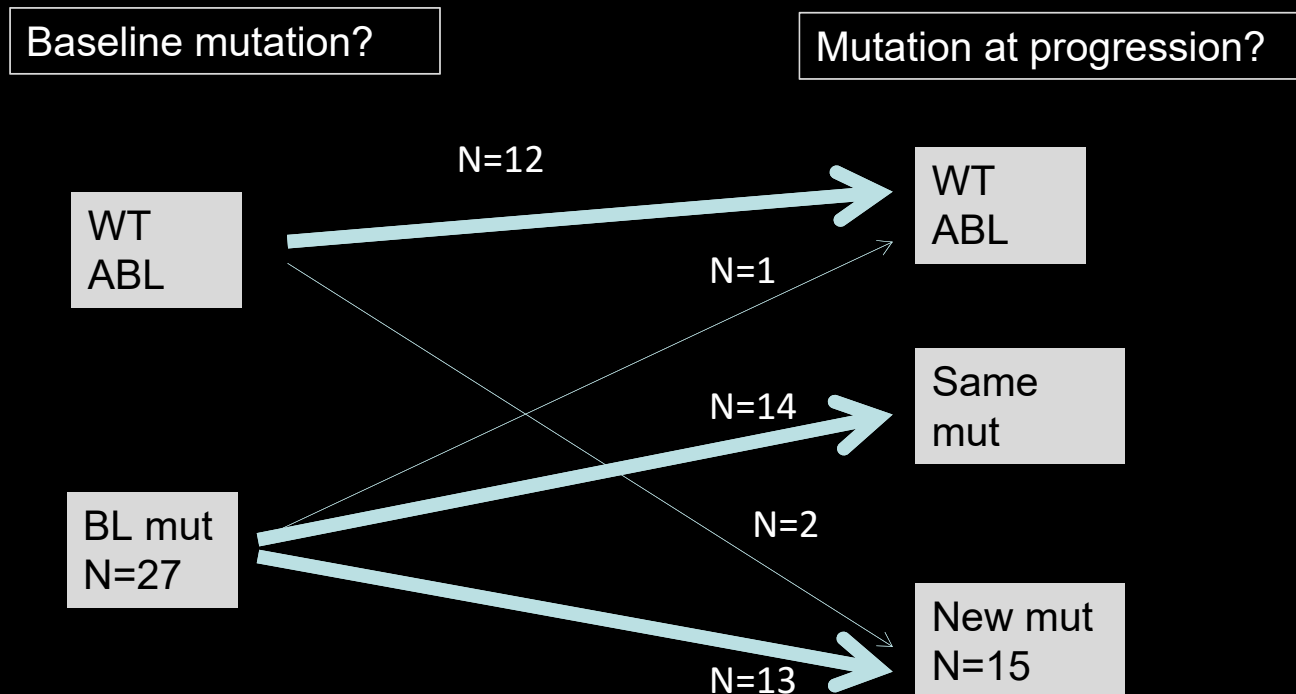 Baseline mutation?
Mutation at progression?
N=12
WT
ABL
WT
ABL
N=1
Same
mut
N=14
BL mut
N=27
N=2
New mut
N=15
N=13